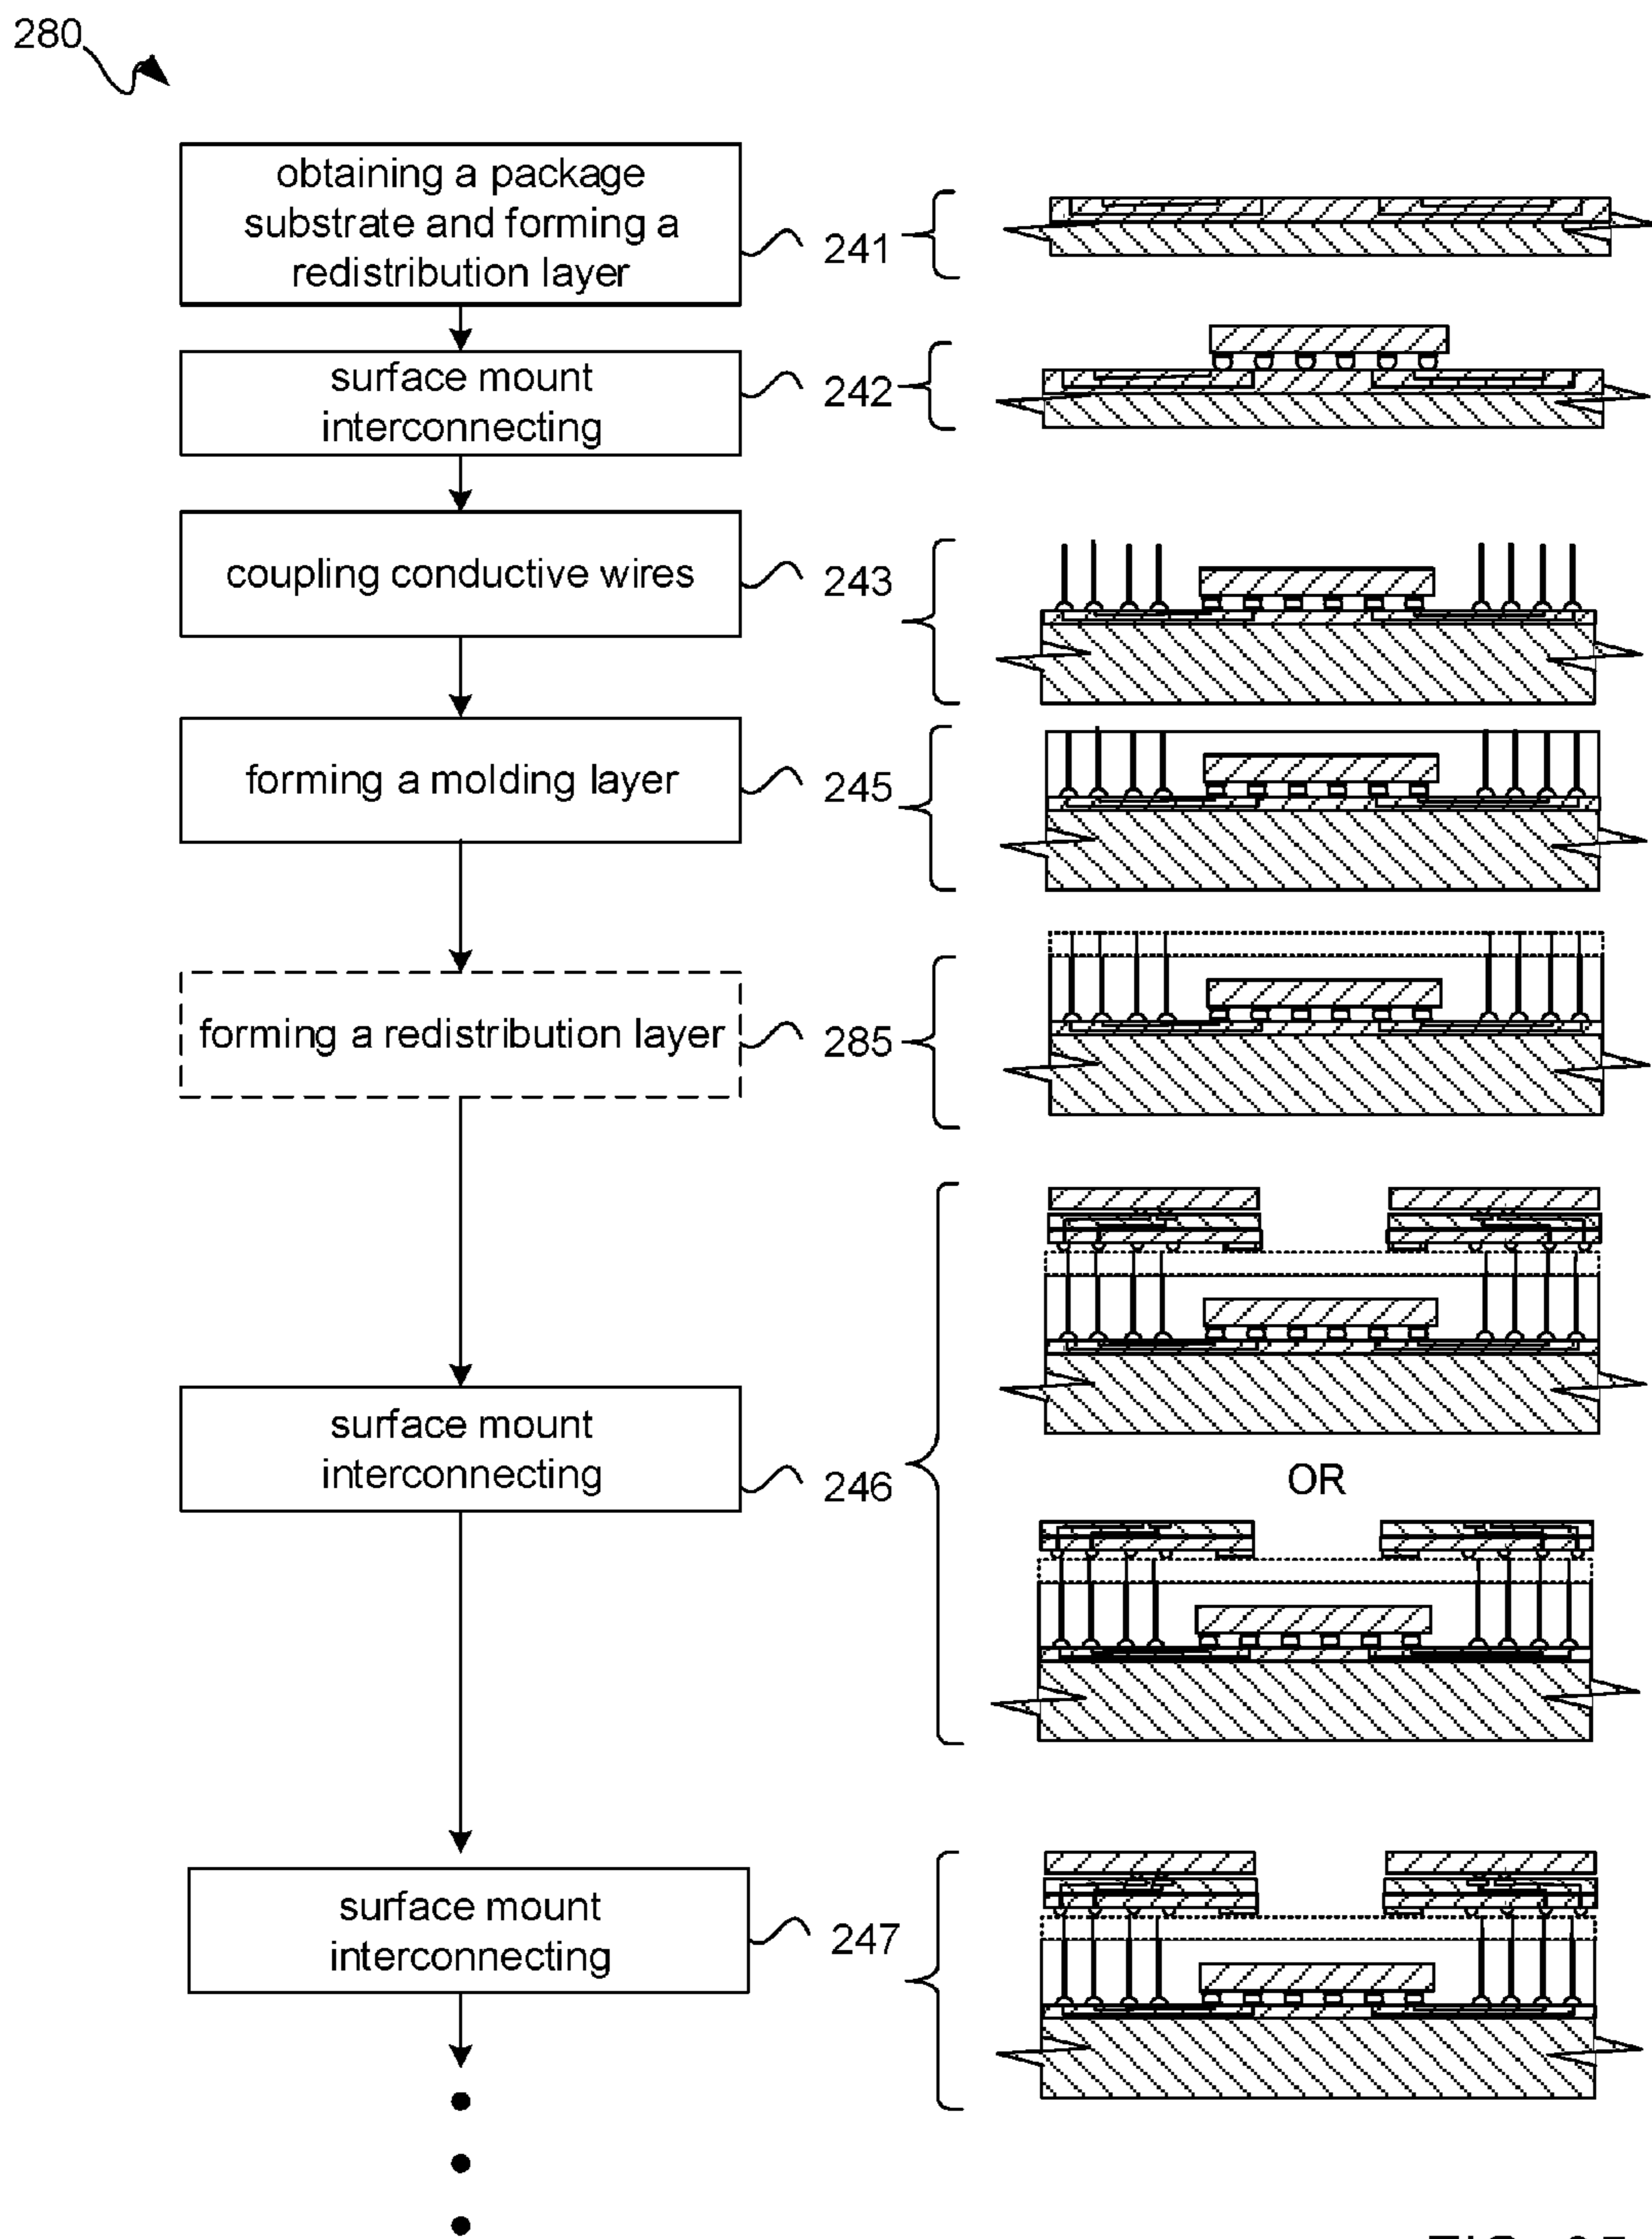 280
obtaining a package
substrate and forming a
redistribution layer
241
surface mount
interconnecting
242
coupling conductive wires
243
forming a molding layer
245
forming a redistribution layer
285
surface mount
interconnecting
246
OR
surface mount
interconnecting
247